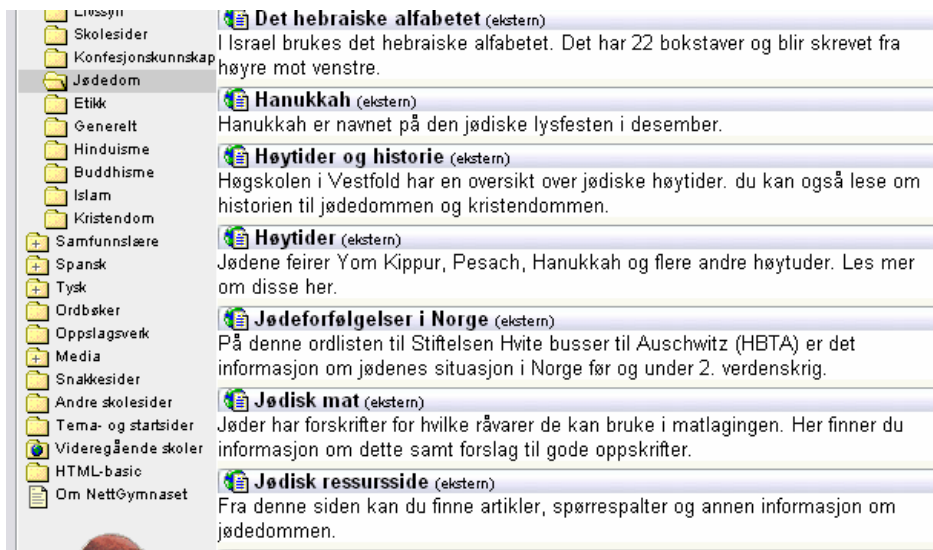 Livssyn
Skolesider
Konfesjonskunnskap
Jødedom
Etikk
Generelt
Hinduisme
Buddhisme
Islam
Kristendom
Samfunnslære
Spansk
Tysk
Ordbøker
Oppslagsverk
Media
Snakkesider
Andre skolesider
Tema- og startsider
Videregående skoler
HTML-basic
Om NettGymnaset
Det hebraiske alfabetet (ekstern)
I Israel brukes det hebraiske alfabetet. Det har 22 bokstaver og blir skrevet fra
høyre mot venstre.
Hanukkah (ekstern)
Hanukkah er navnet på den jødiske lysfesten i desember.
Høytider og historie (ekstern)
Høgskolen i Vestfold har en oversikt over jødiske høytider. du kan også lese om
historien til jødedommen og kristendommen.
Høytider (ekstern)
Jødene feirer Yom Kippur, Pesach, Hanukkah og flere andre høytuder. Les mer
om disse her.
Jødeforfølgelser i Norge (ekstern)
På denne ordlisten til Stiftelsen Hvite busser til Auschwitz (HBTA) er det
informasjon om jødenes situasjon i Norge før og under 2. verdenskrig.
Jødisk mat (ekstern)
Jøder har forskrifter for hvilke råvarer de kan bruke i matlagingen. Her finner du
informasjon om dette samt forslag til gode oppskrifter.
Jødisk ressursside (ekstern)
Fra denne siden kan du finne artikler, spørrespalter og annen informasjon om
jødedommen.